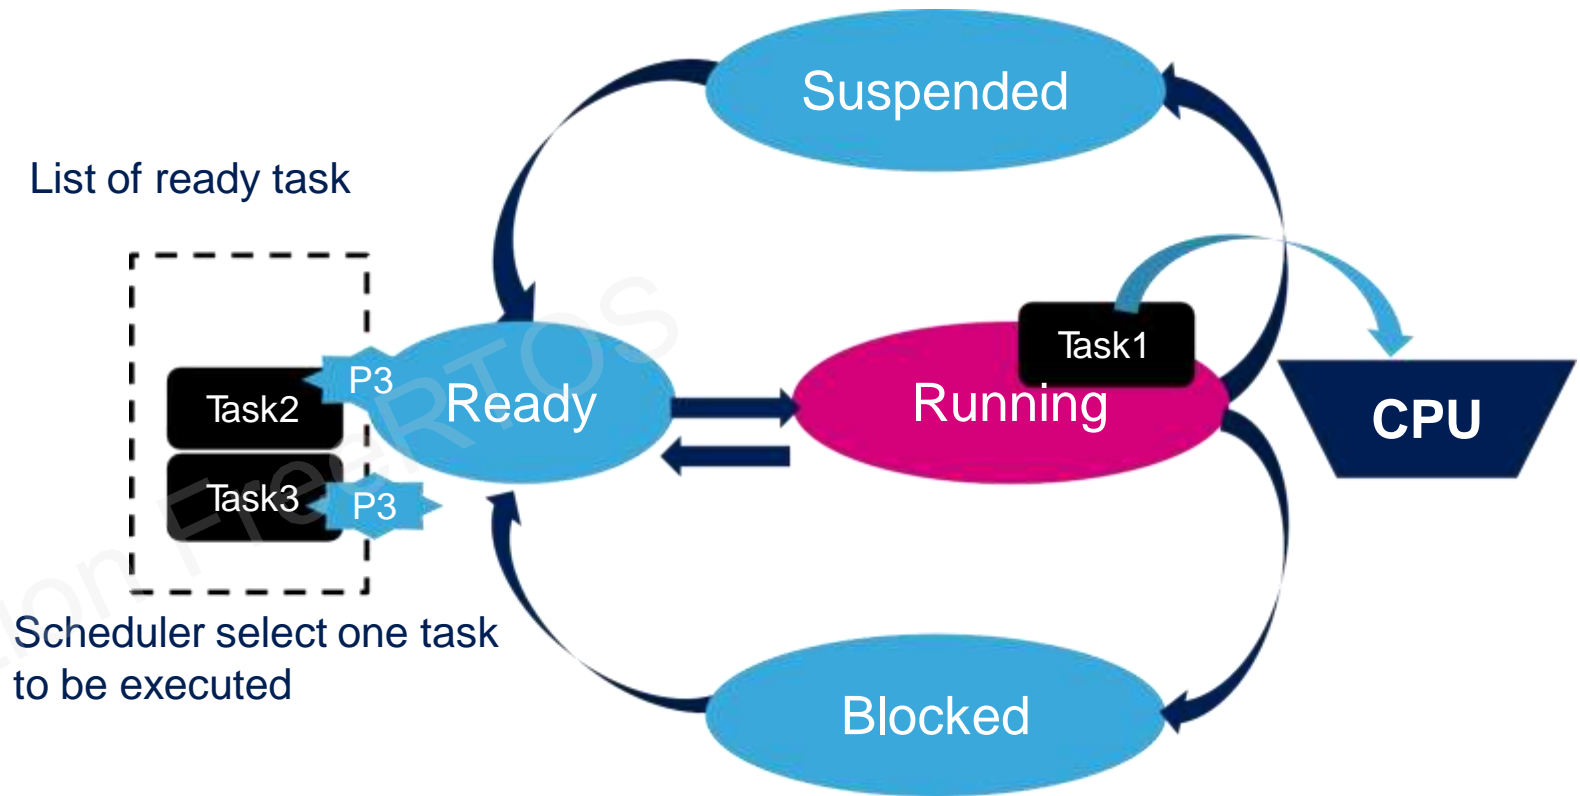 Suspended
List of ready task
Task1
P3
Task2
Ready
Running
CPU
Task3
P3
Scheduler select one task
to be executed
Blocked
FreeRTOS